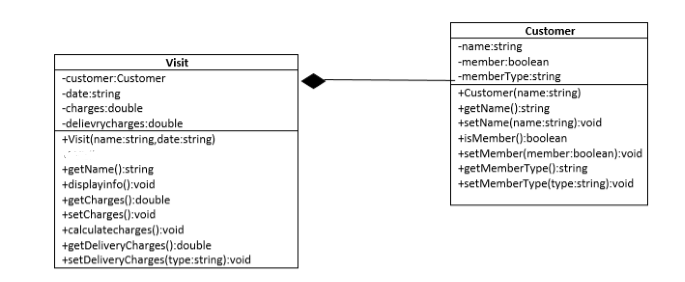 Visit
-customer:Customer
-date:string
-charges:double
-delievrycharges:double
+Visit(name:string,date:string)
+getName():string
+displayinfo():void
+getCharges():double
+setCharges():void
+calculatecharges():void
+getDeliveryCharges():double
+setDeliveryCharges(type:string):void
Customer
-name:string
-member:boolean
-memberType:string
+Customer(name:string)
+getName():string
+setName(name:string):void
+isMember():boolean
+setMember(member:boolean):void
+getMemberType():string
+setMemberType(type:string):void